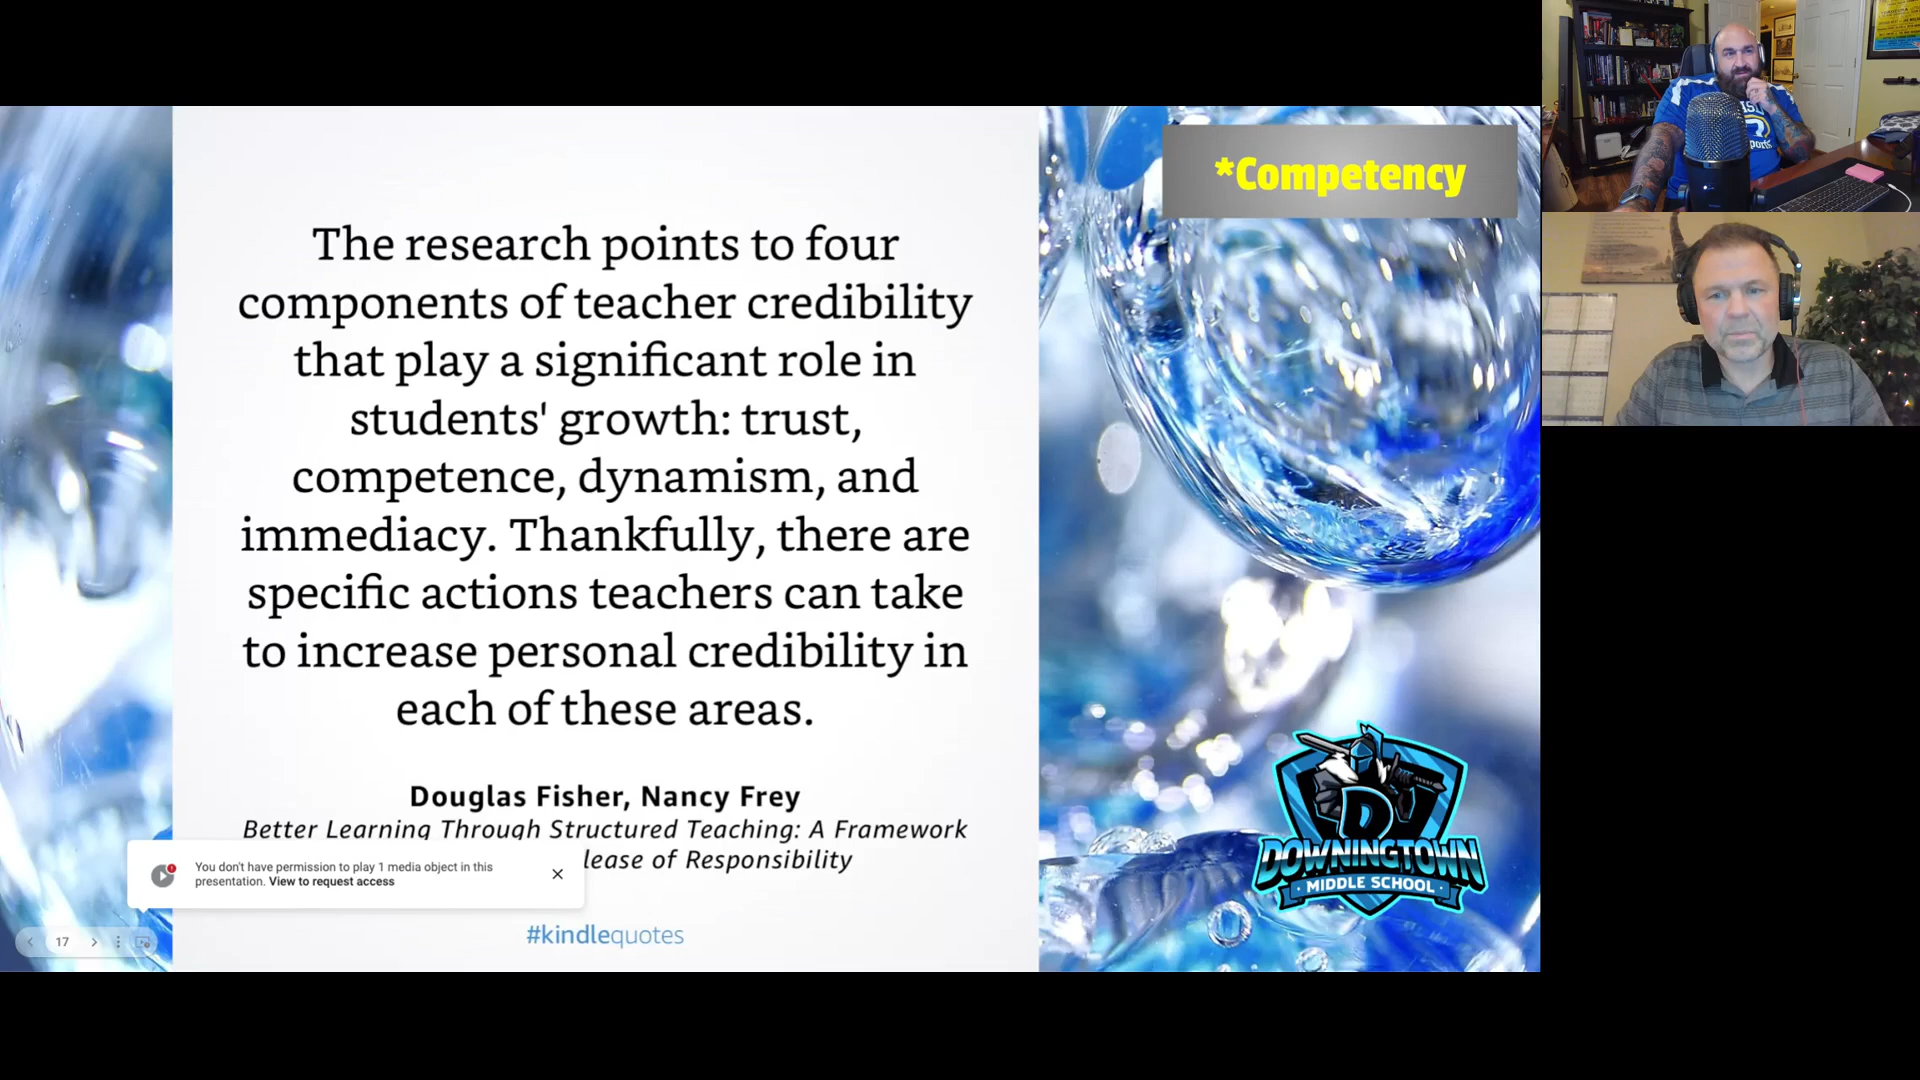 *Competency
The research points to four
components of teacher credibility
that play a significant role in
students' growth: trust,
competence, dynamism, and
immediacy. Thankfully, there are
specific actions teachers can take
to increase personal credibility in
each of these areas.
Douglas Fisher, Nancy Frey
Better Learning Through Structured Teaching: A Framework
lease of Responsibility
You don't have permission to play 1 media object in this
presentation. View to request access
#kindlequotes
17
D
DOWNINGTOWN
· MIDDLE SCHOOL ·